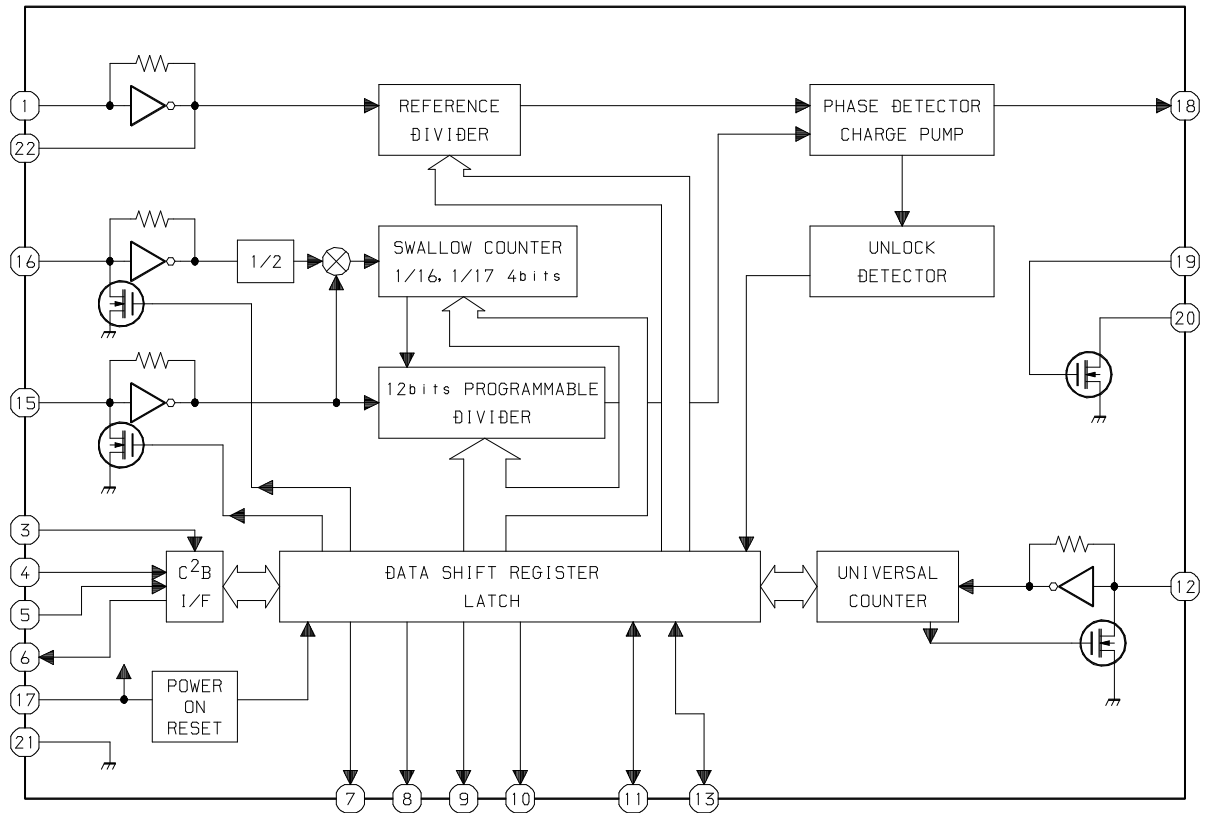 1
REFERENCE
DIVIDER
PHASE DETECTOR
CHARGE PUMP
18
22
16
1/2
SWALLOW COUNTER
1/16, 1/17 4bits
UNLOCK
DETECTOR
19
20
15
12bits PROGRAMMABLE
DIVIDER
3
4
5
6
C²B
I/F
DATA SHIFT REGISTER
LATCH
UNIVERSAL
COUNTER
12
17
POWER
ON
RESET
21
7
8
9
10
11
13